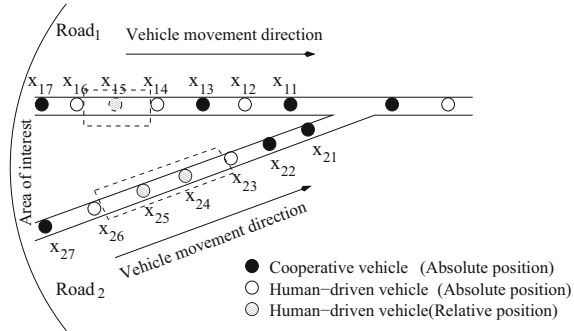 Road1
Vehicle movement direction
x17 x16 x15 x14 x13 x12 x11
Area of interest
x21
x22
x23
x24
x25
x26
x27
Vehicle movement direction
Road2
Cooperative vehicle (Absolute position)
Human−driven vehicle (Absolute position)
Human−driven vehicle(Relative position)